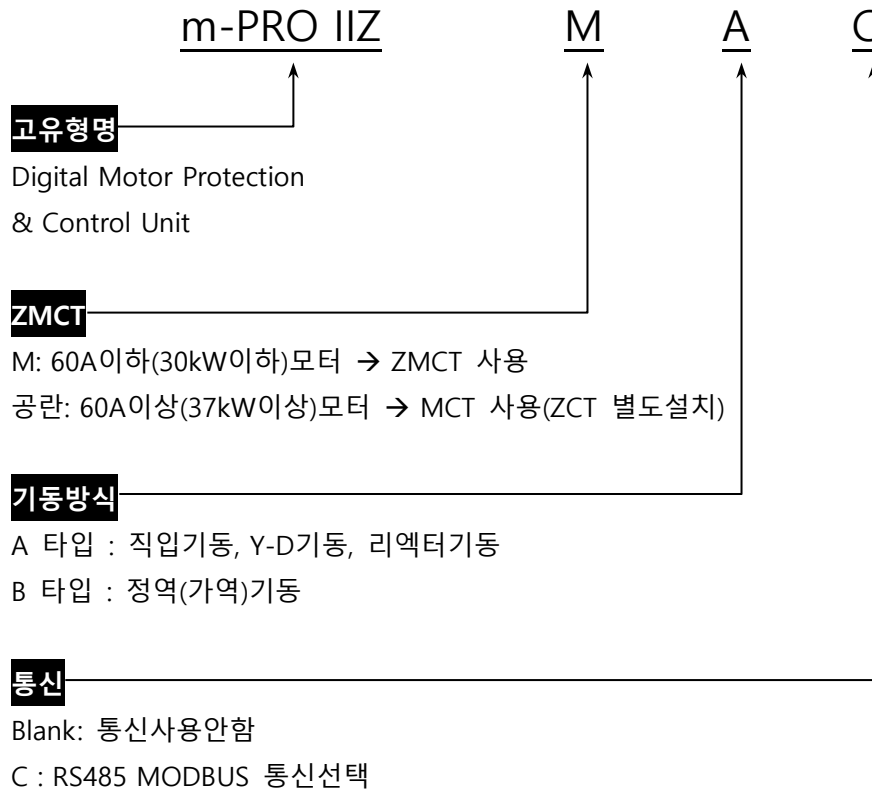 m-PRO IIZ M A C
고유형명
Digital Motor Protection
& Control Unit
ZMCT
M: 60A이하(30kW이하)모터 → ZMCT 사용
공란: 60A이상(37kW이상)모터 → MCT 사용(ZCT 별도설치)
기동방식
A 타입 : 직입기동, Y-D기동, 리엑터기동
B 타입 : 정역(가역)기동
통신
Blank: 통신사용안함
C : RS485 MODBUS 통신선택